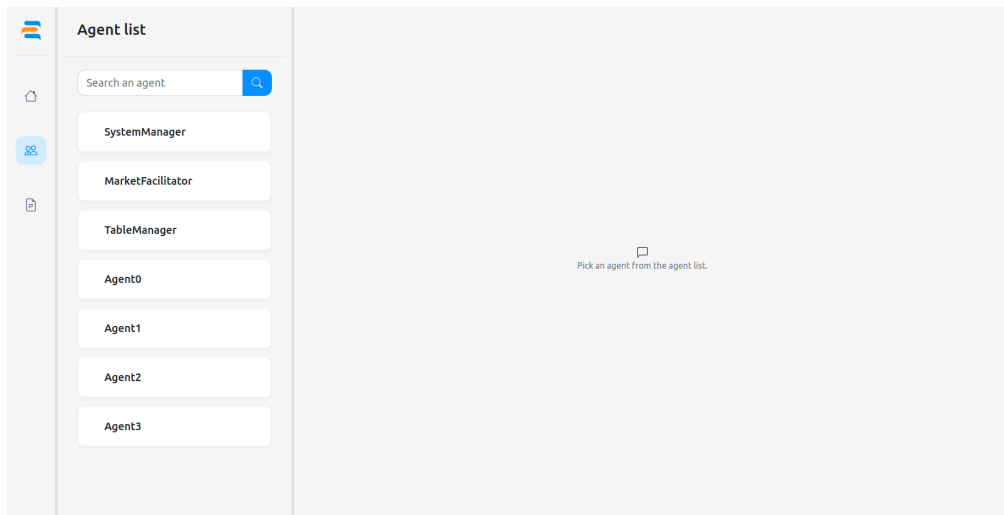 Agent list
Search an agent
SystemManager
MarketFacilitator
TableManager
Agent0
Agent1
Agent2
Agent3
Pick an agent from the agent list.